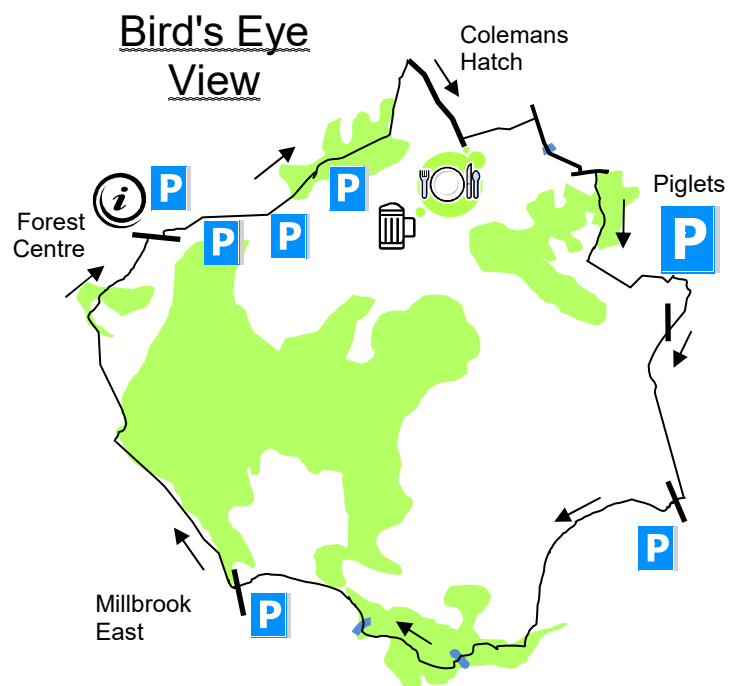 Bird's Eye
View
Colemans
Hatch
P
i
Piglets
P
Forest
Centre
P
P
P
P
Millbrook
East
P